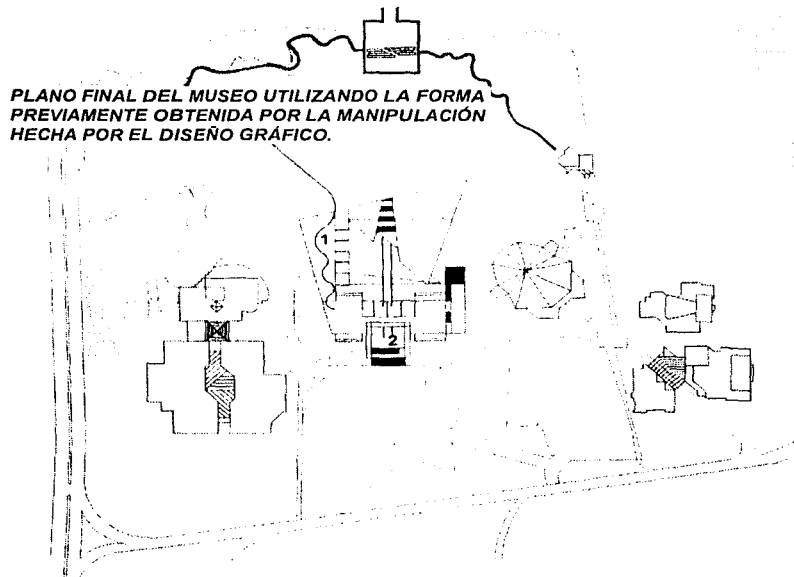 PLANO FINAL DEL MUSEO UTILIZANDO LA FORMA
PREVIAMENTE OBTENIDA POR LA MANIPULACIÓN
HECHA POR EL DISEÑO GRÁFICO.
1
2